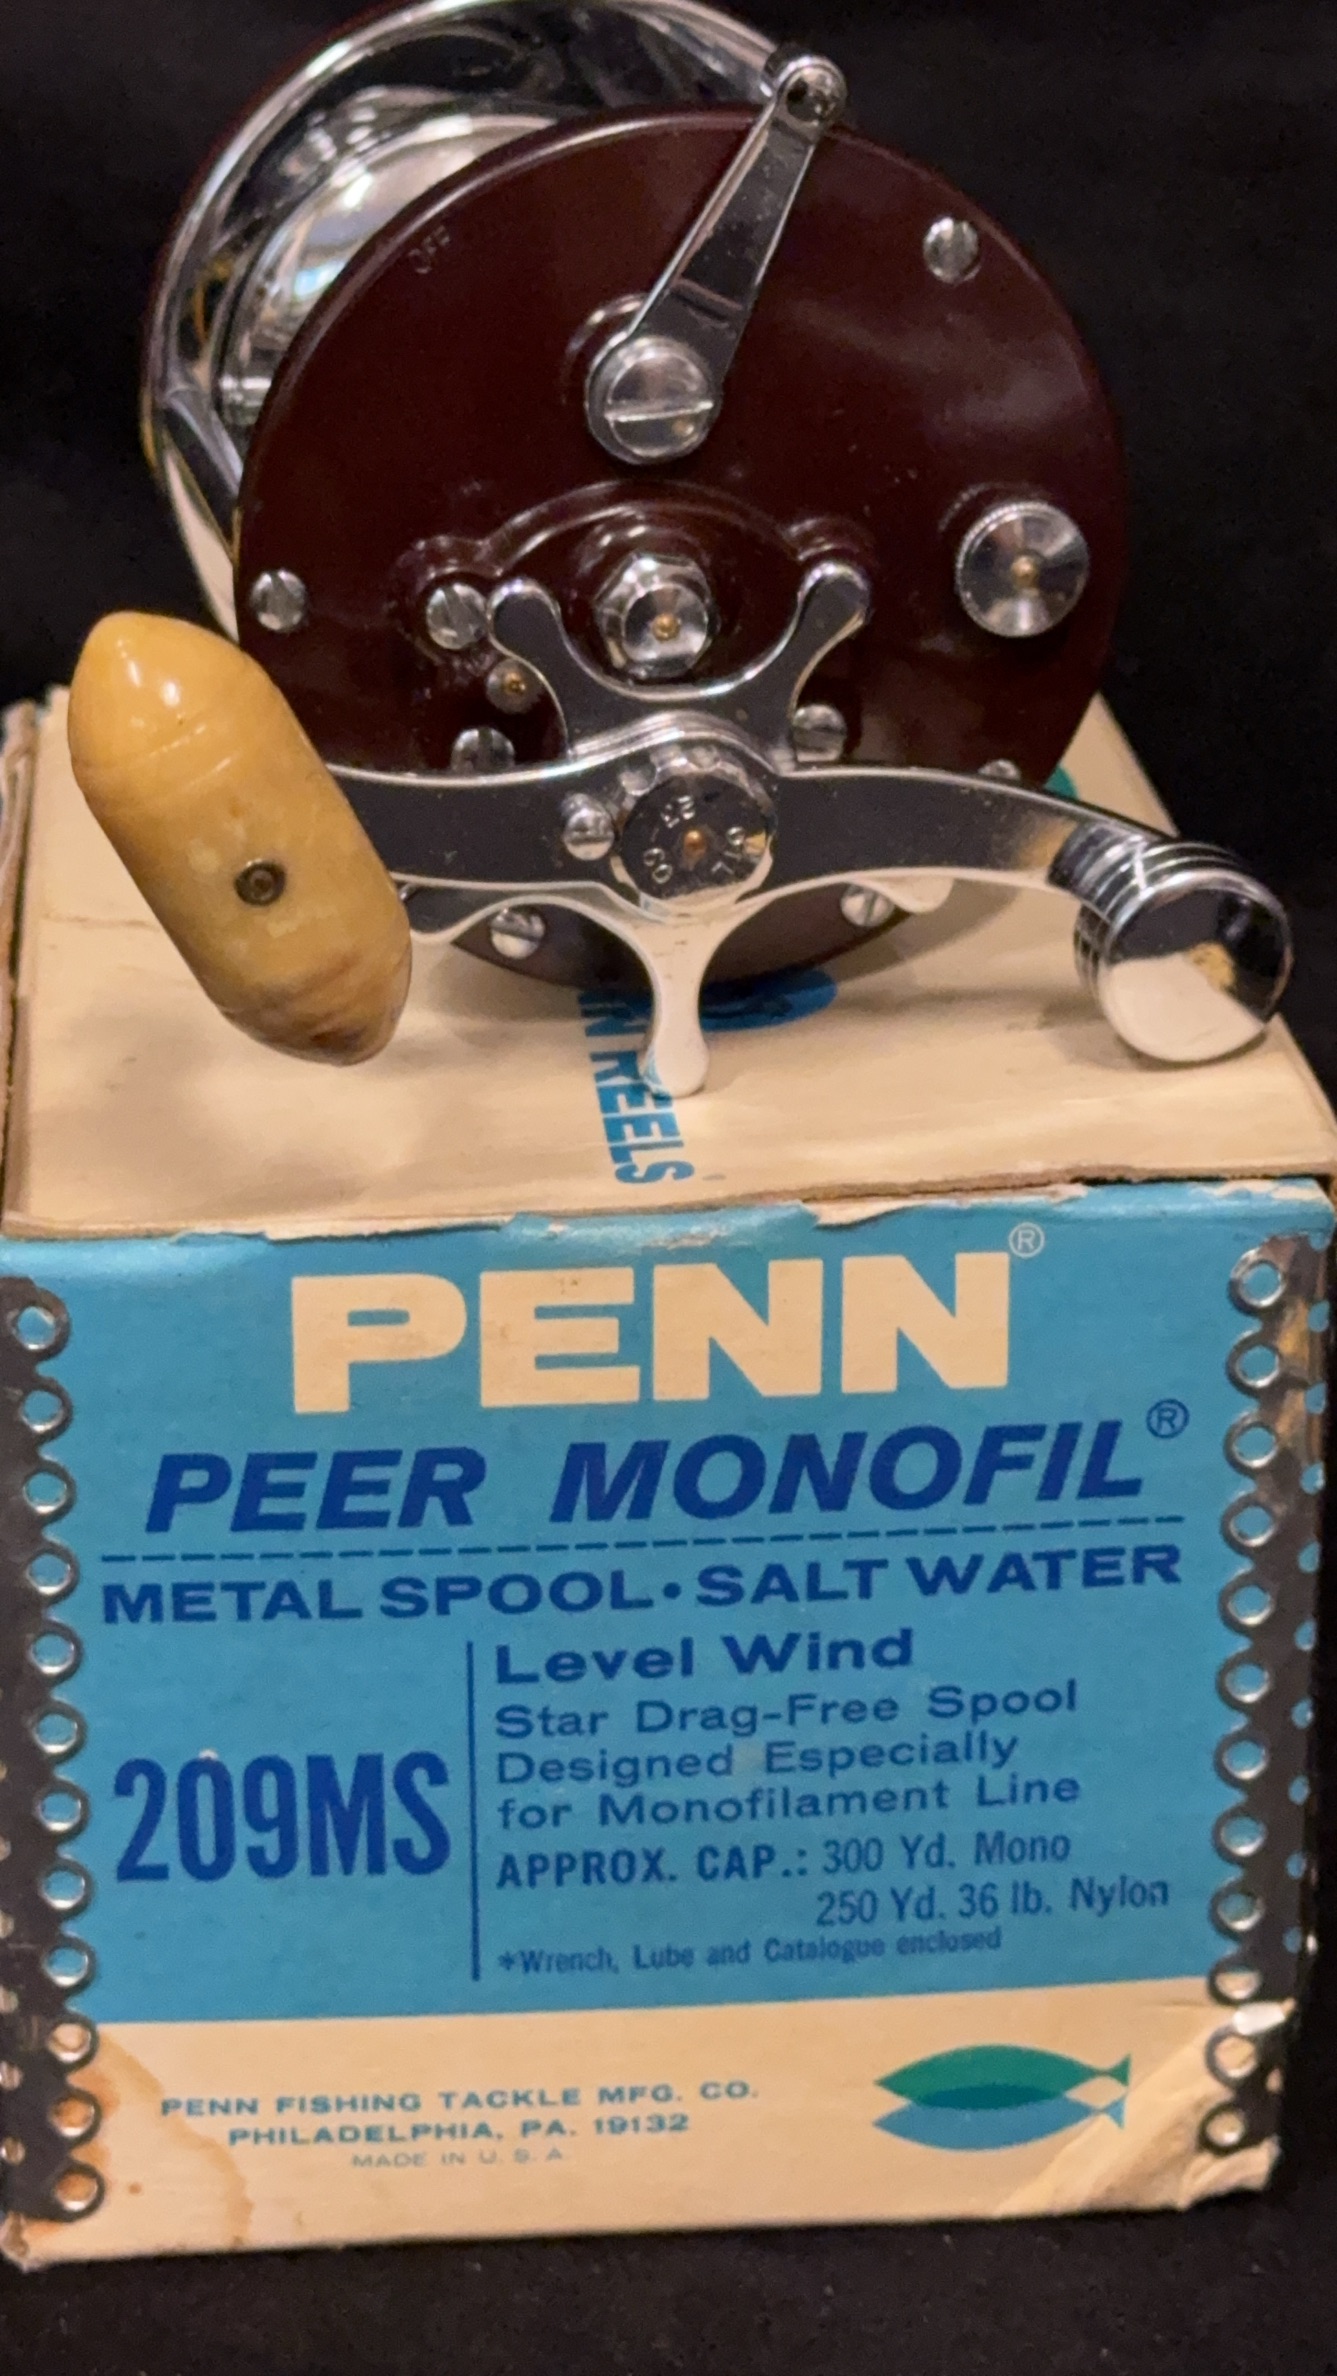 OFF
N REELS
PENN®
PEER MONOFIL®
METAL SPOOL•SALT WATER
209MS
Level Wind
Star Drag-Free Spool
Designed Especially
for Monofilament Line
APPROX. CAP.: 300 Yd. Mono
250 Yd. 36 lb. Nylon
*Wrench, Lube and Catalogue enclosed
PENN FISHING TACKLE MFG. CO.
PHILADELPHIA, PA. 19132
MADE IN U. S. A.